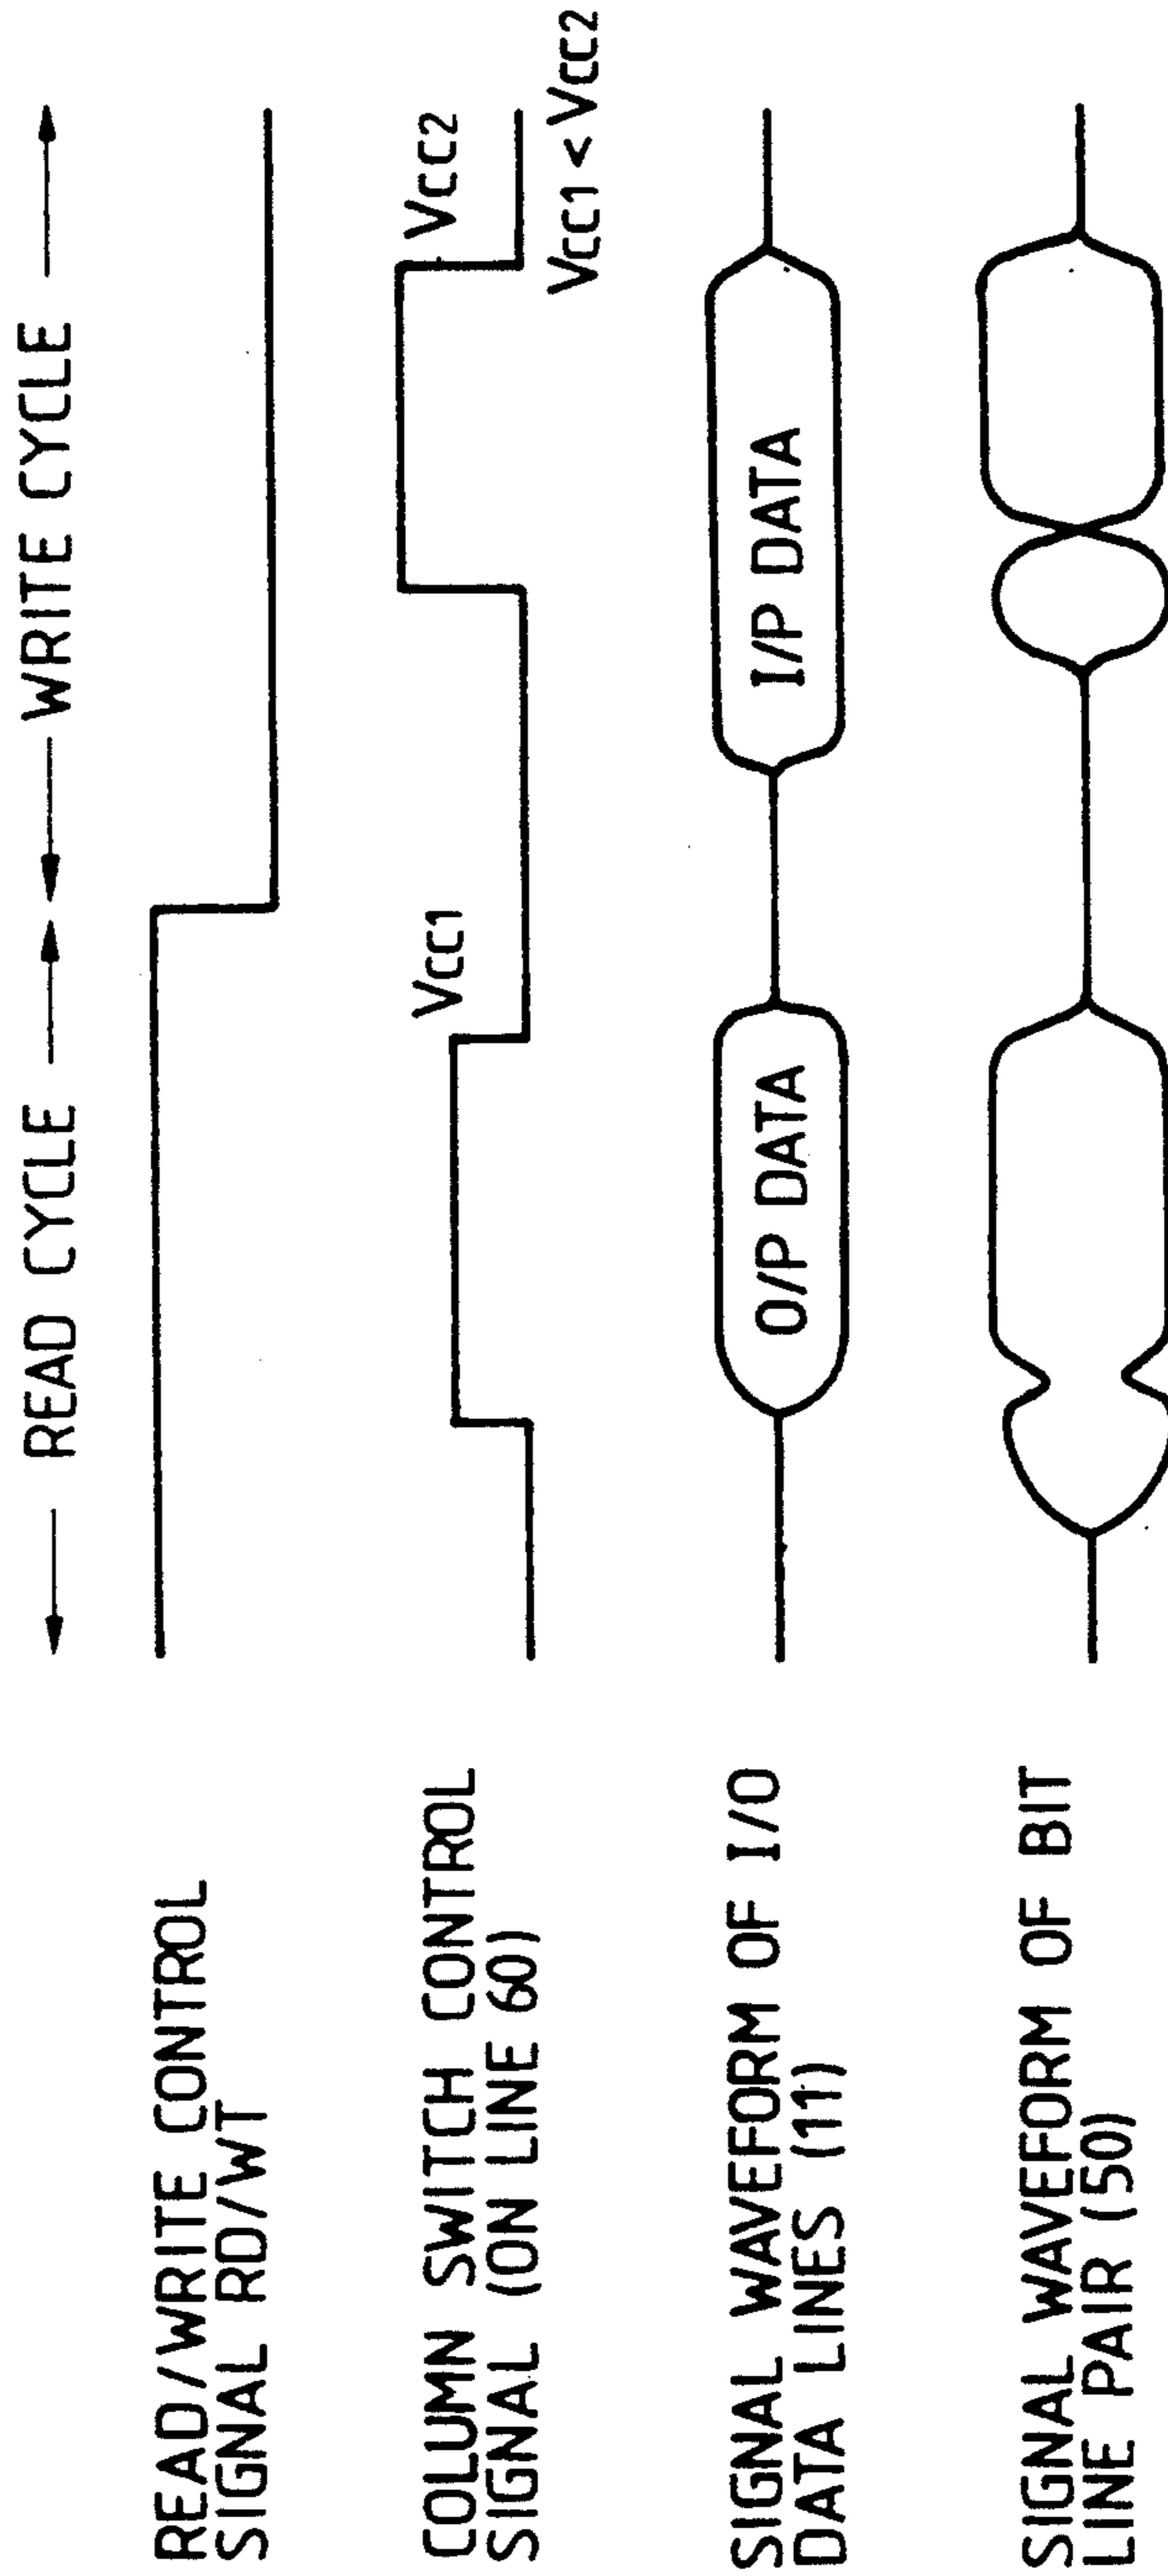 READ CYCLE
WRITE CYCLE
READ/WRITE CONTROL
SIGNAL RD/WT
COLUMN SWITCH CONTROL
SIGNAL (ON LINE 60)
VCC1
VCC2
VCC1 < VCC2
SIGNAL WAVEFORM OF I/O
DATA LINES (11)
O/P DATA
I/P DATA
SIGNAL WAVEFORM OF BIT
LINE PAIR (50)